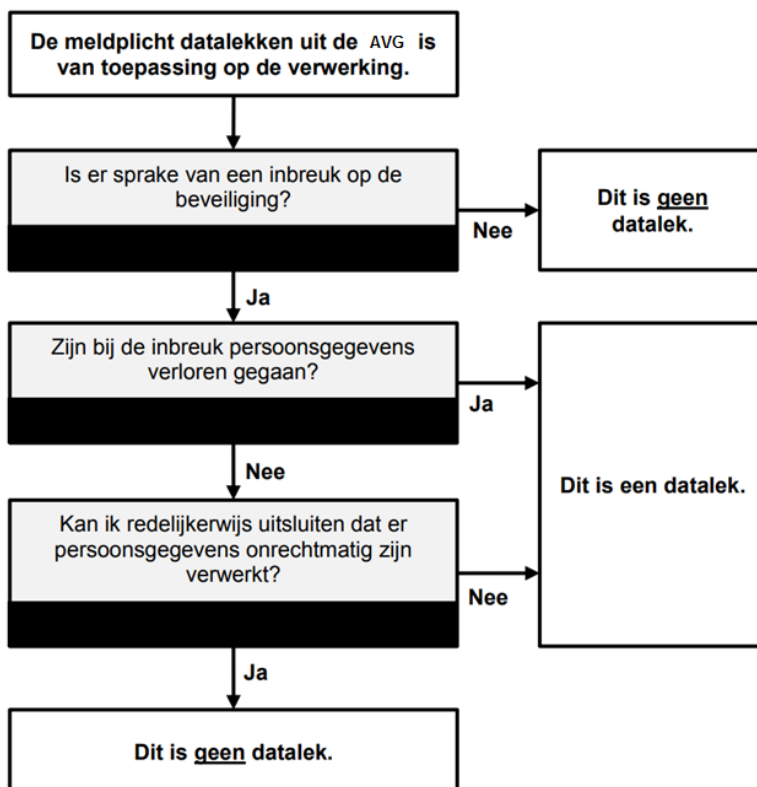 De meldplicht datalekken uit de AVG is
van toepassing op de verwerking.
Is er sprake van een inbreuk op de
beveiliging?
Nee
Dit is geen
datalek.
Ja
Zijn bij de inbreuk persoonsgegevens
verloren gegaan?
Ja
Dit is een datalek.
Nee
Kan ik redelijkerwijs uitsluiten dat er
persoonsgegevens onrechtmatig zijn
verwerkt?
Nee
Ja
Dit is geen datalek.